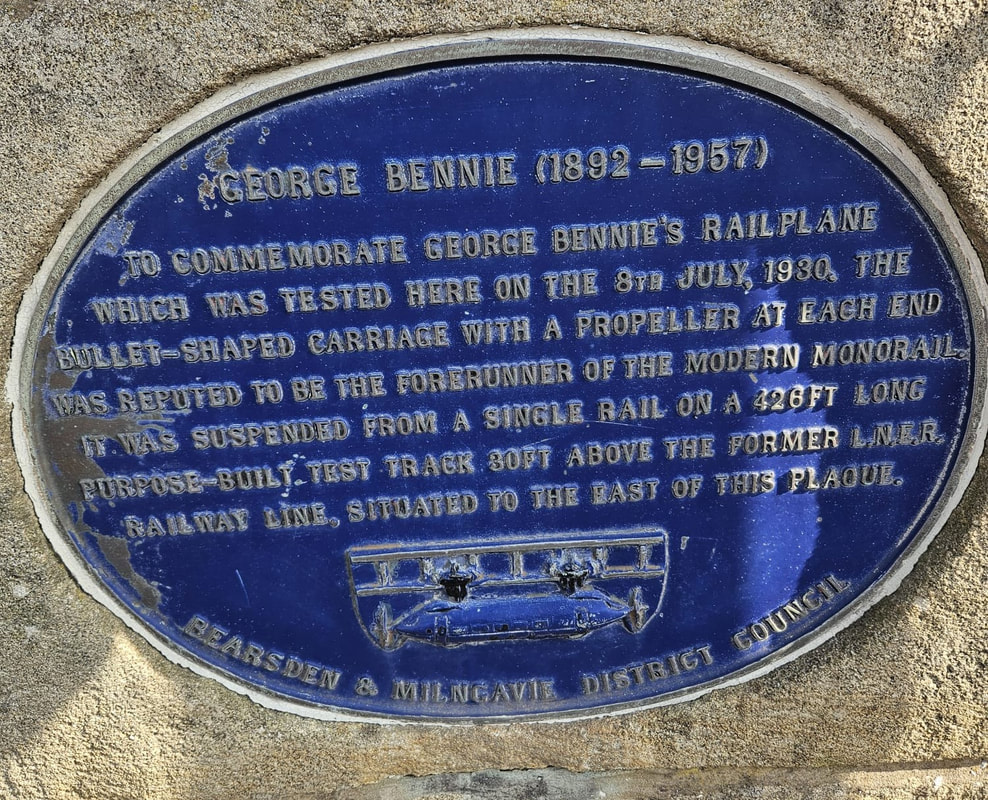 GEORGE BENNIE (1892 – 1957)
TO COMMEMORATE GEORGE BENNIE'S RAILPLANE
WHICH WAS TESTED HERE ON THE 8TH JULY, 1930. THE
BULLET-SHAPED CARRIAGE WITH A PROPELLER AT EACH END
WAS REPUTED TO BE THE FORERUNNER OF THE MODERN MONORAIL.
IT WAS SUSPENDED FROM A SINGLE RAIL ON A 426FT LONG
PURPOSE-BUILT TEST TRACK 80FT ABOVE THE FORMER L.N.E.R.
RAILWAY LINE, SITUATED TO THE EAST OF THIS PLAQUE.
BEARSDEN & MILNGAVIE DISTRICT COUNCIL